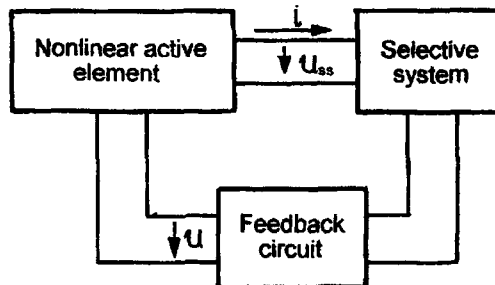 Nonlinear active
element
i
u_ss
Selective
system
u
Feedback
circuit